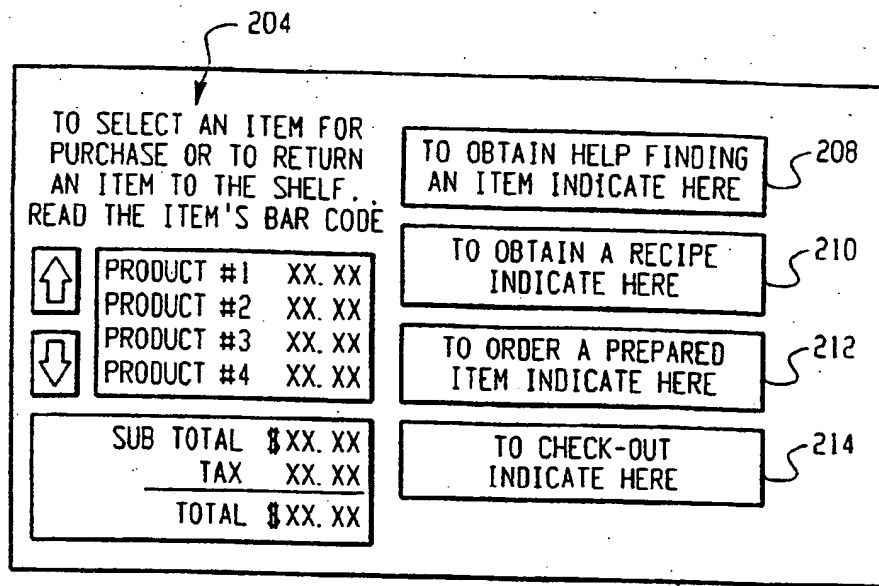 204
TO SELECT AN ITEM FOR
PURCHASE OR TO RETURN
AN ITEM TO THE SHELF..
READ THE ITEM'S BAR CODE
PRODUCT #1 XX.XX
PRODUCT #2 XX.XX
PRODUCT #3 XX.XX
PRODUCT #4 XX.XX
SUB TOTAL $XX.XX
TAX XX.XX
TOTAL $XX.XX
TO OBTAIN HELP FINDING
AN ITEM INDICATE HERE
208
TO OBTAIN A RECIPE
INDICATE HERE
210
TO ORDER A PREPARED
ITEM INDICATE HERE
212
TO CHECK-OUT
INDICATE HERE
214